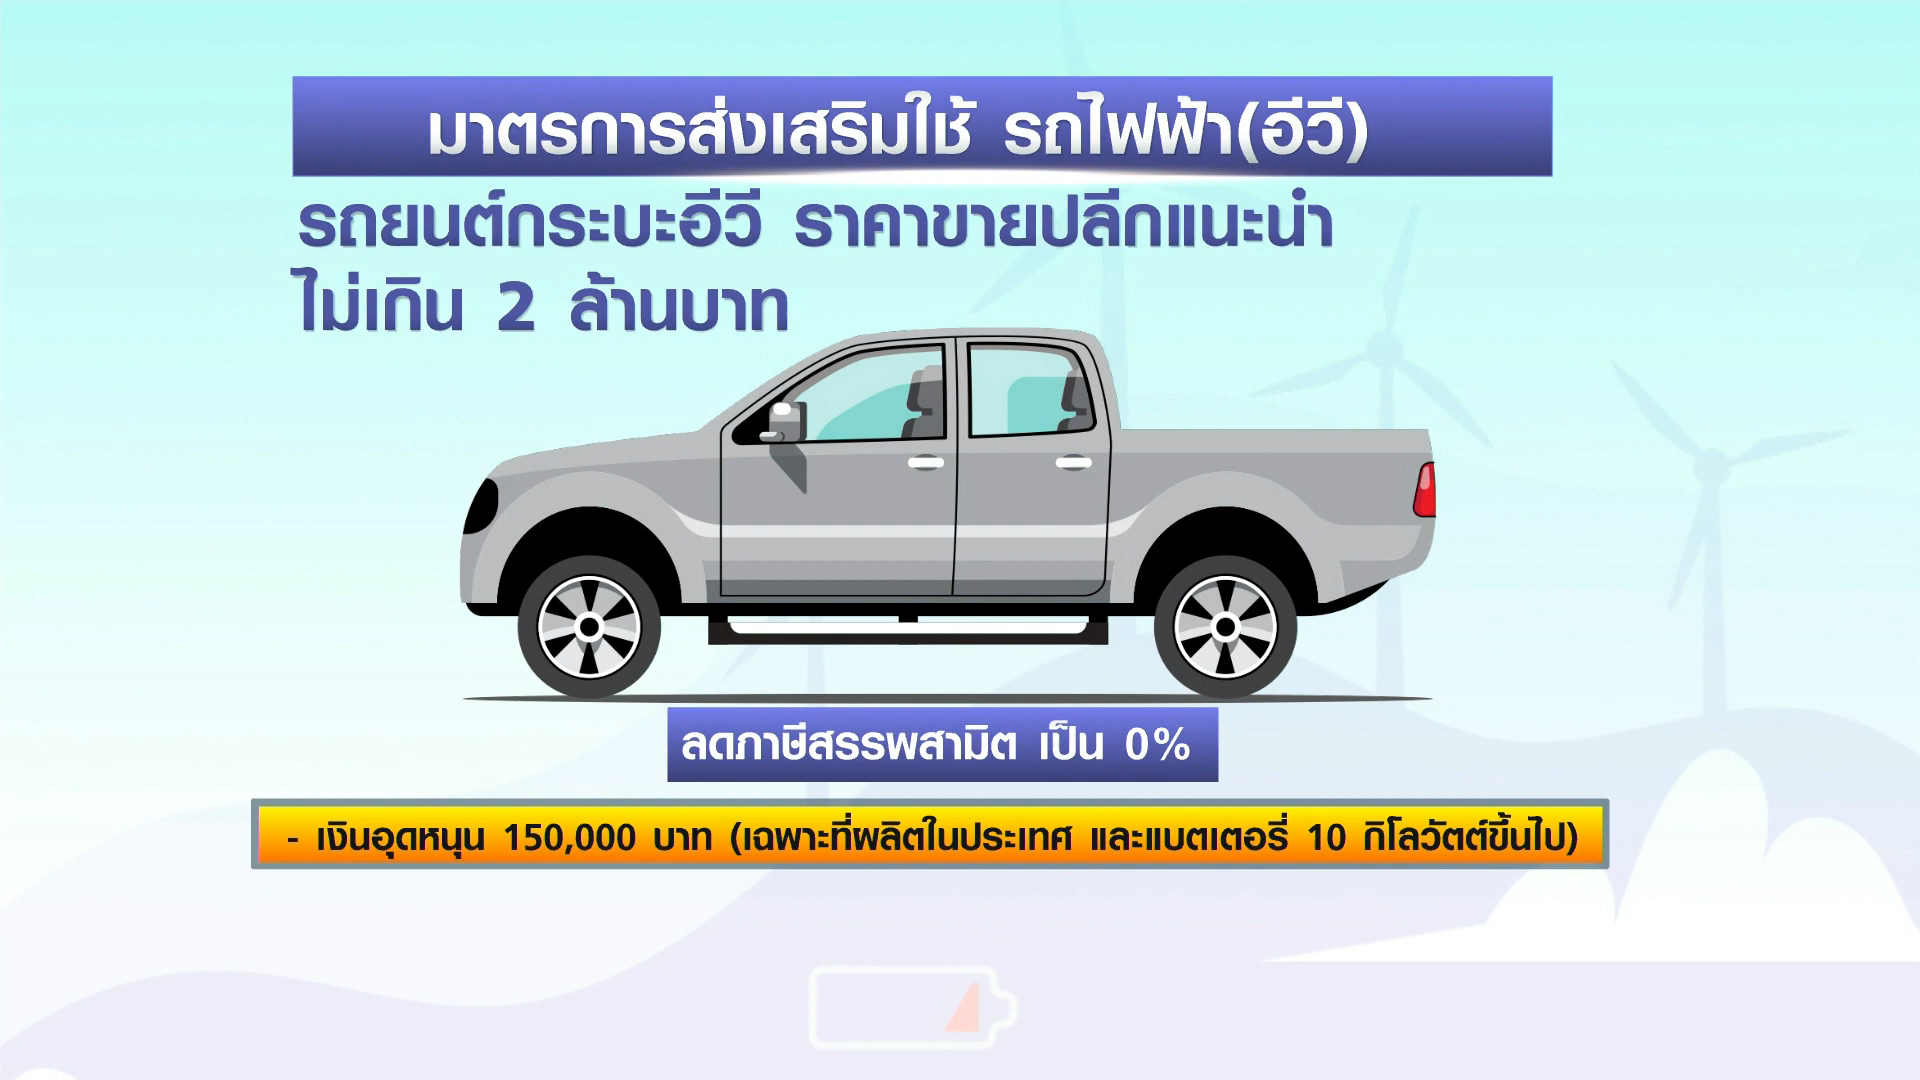 มาตรการส่งเสริมใช้ รถไฟฟ้า(อีวี)
รถยนต์กระบะอีวี ราคาขายปลีกแนะนำ
ไม่เกิน 2 ล้านบาท
ลดภาษีสรรพสามิต เป็น 0%
- เงินอุดหนุน 150,000 บาท (เฉพาะที่ผลิตในประเทศ และแบตเตอรี่ 10 กิโลวัตต์ขึ้นไป)